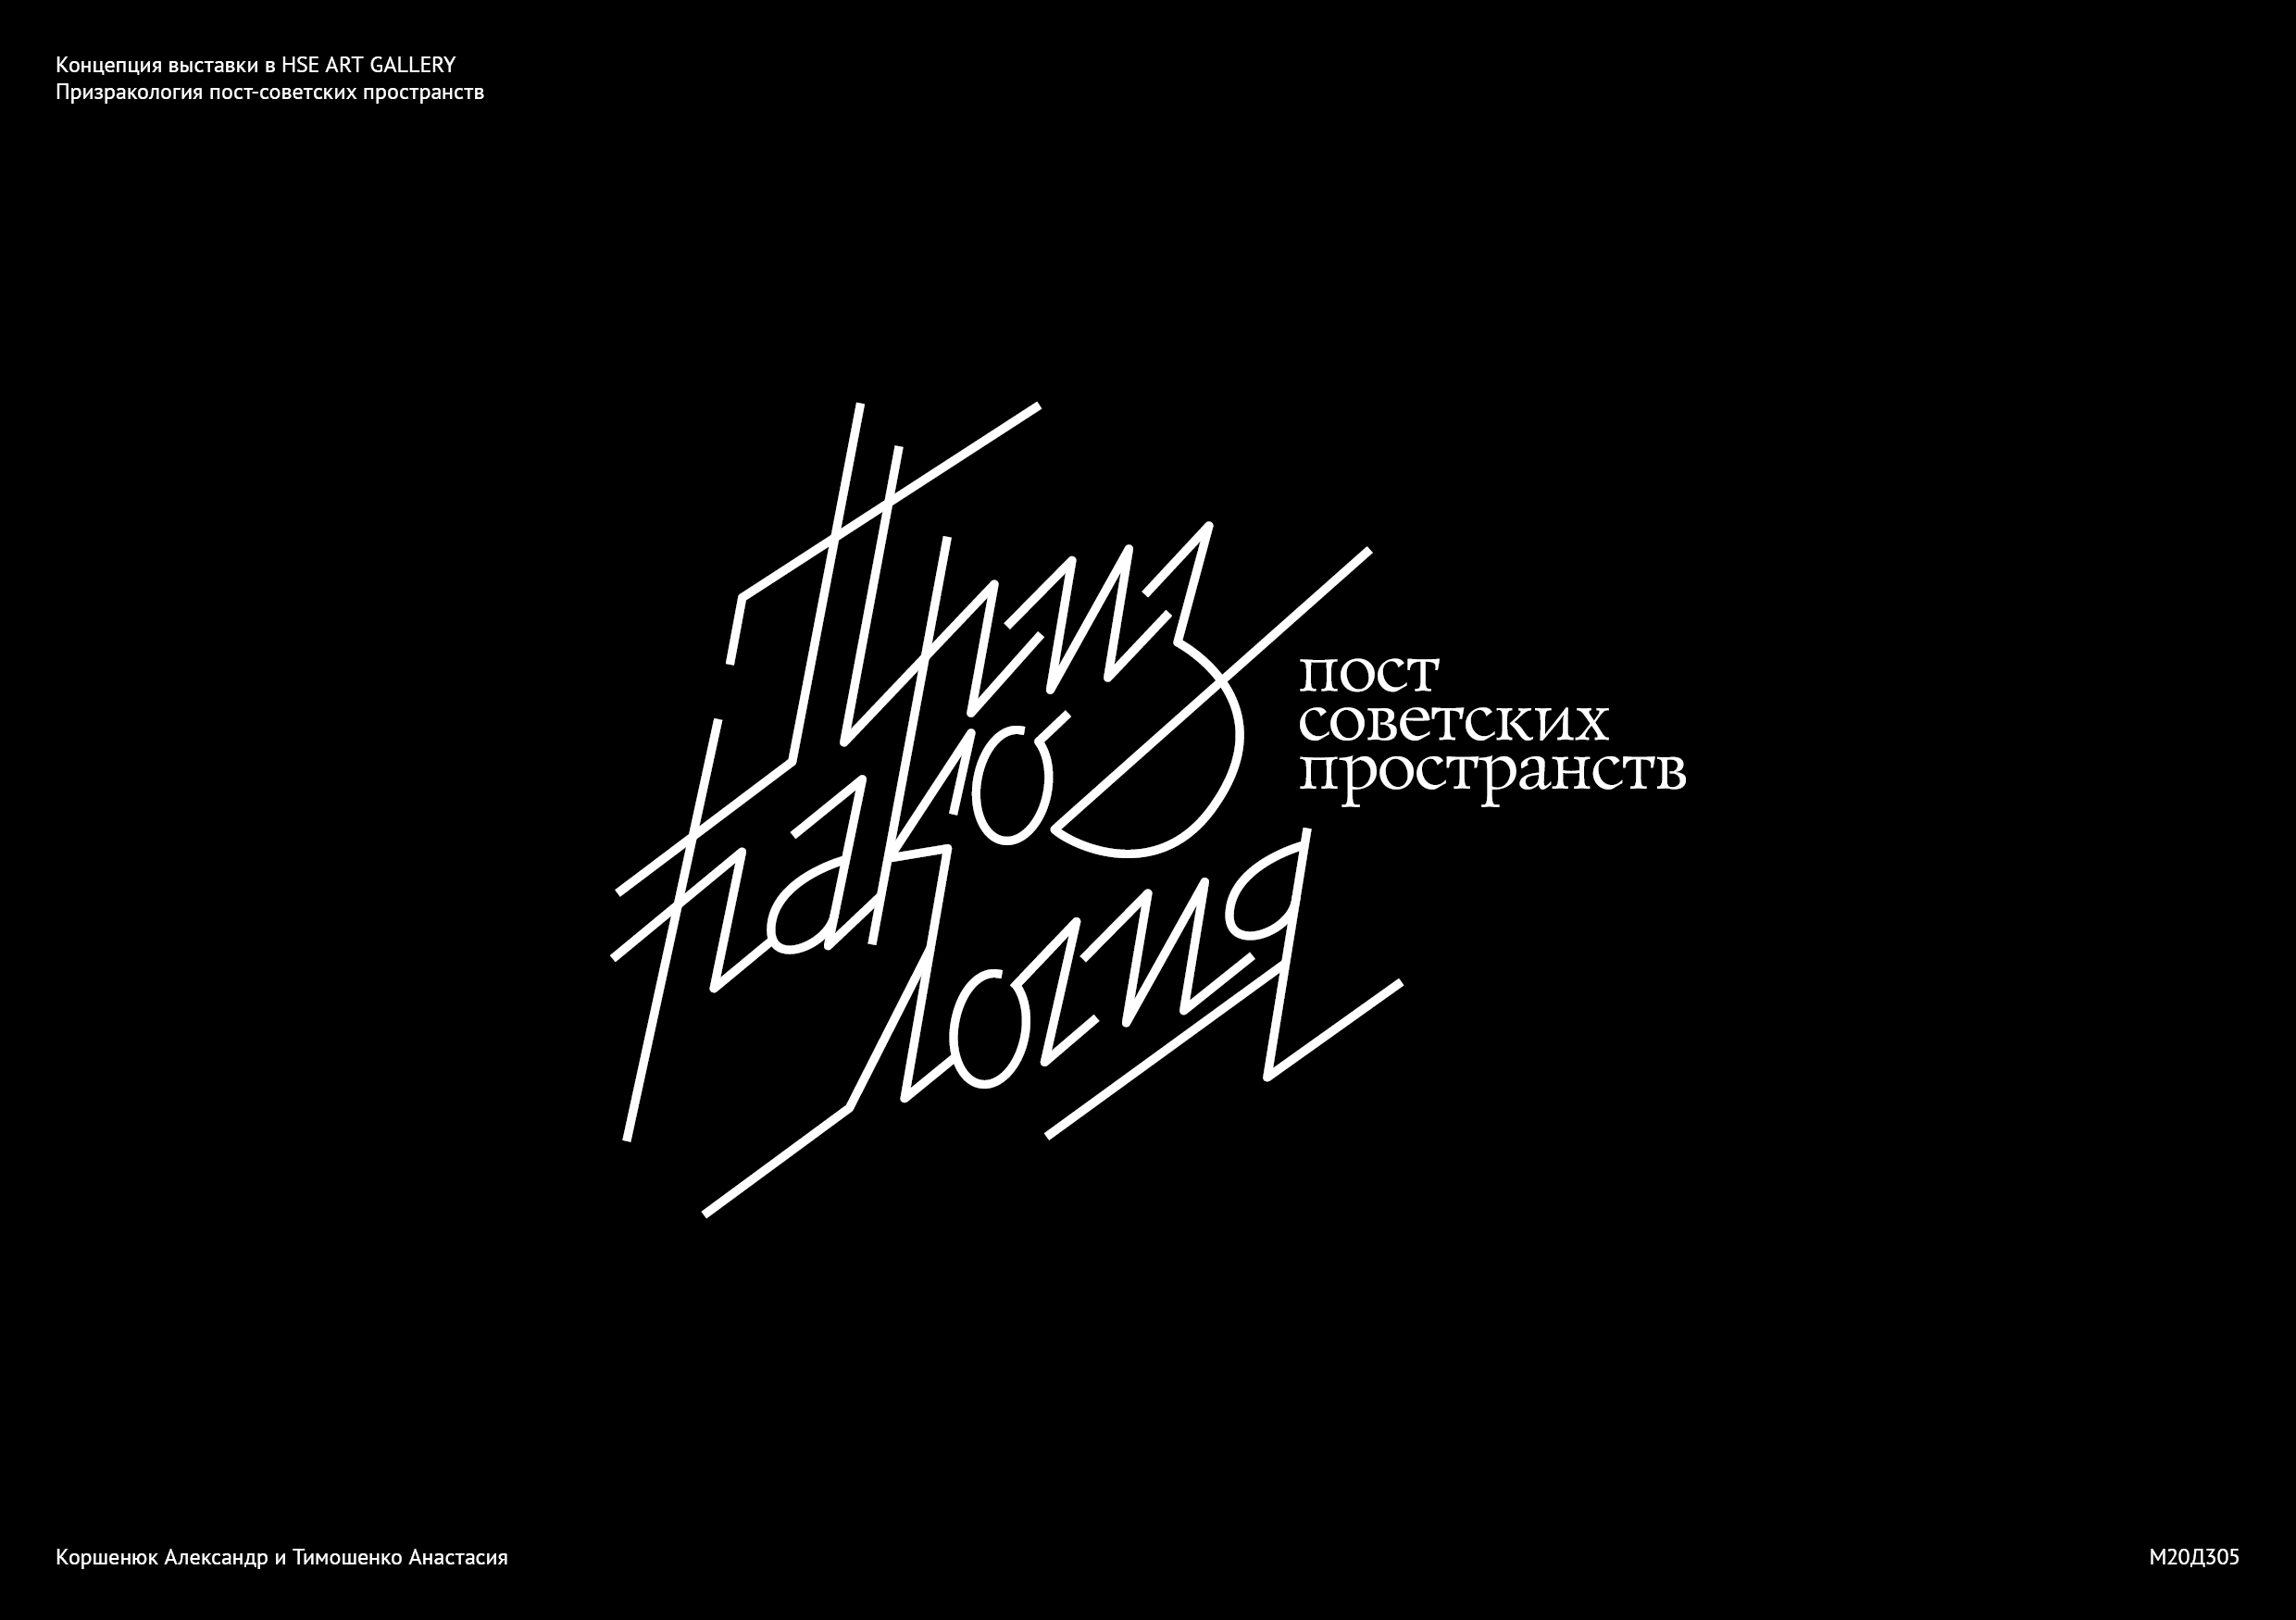 Концепция выставки в HSE ART GALLERY
Призракология пост-советских пространств
Приз
рако
логия
пост
советских
пространств
Коршенюк Александр и Тимошенко Анастасия
М20Д305